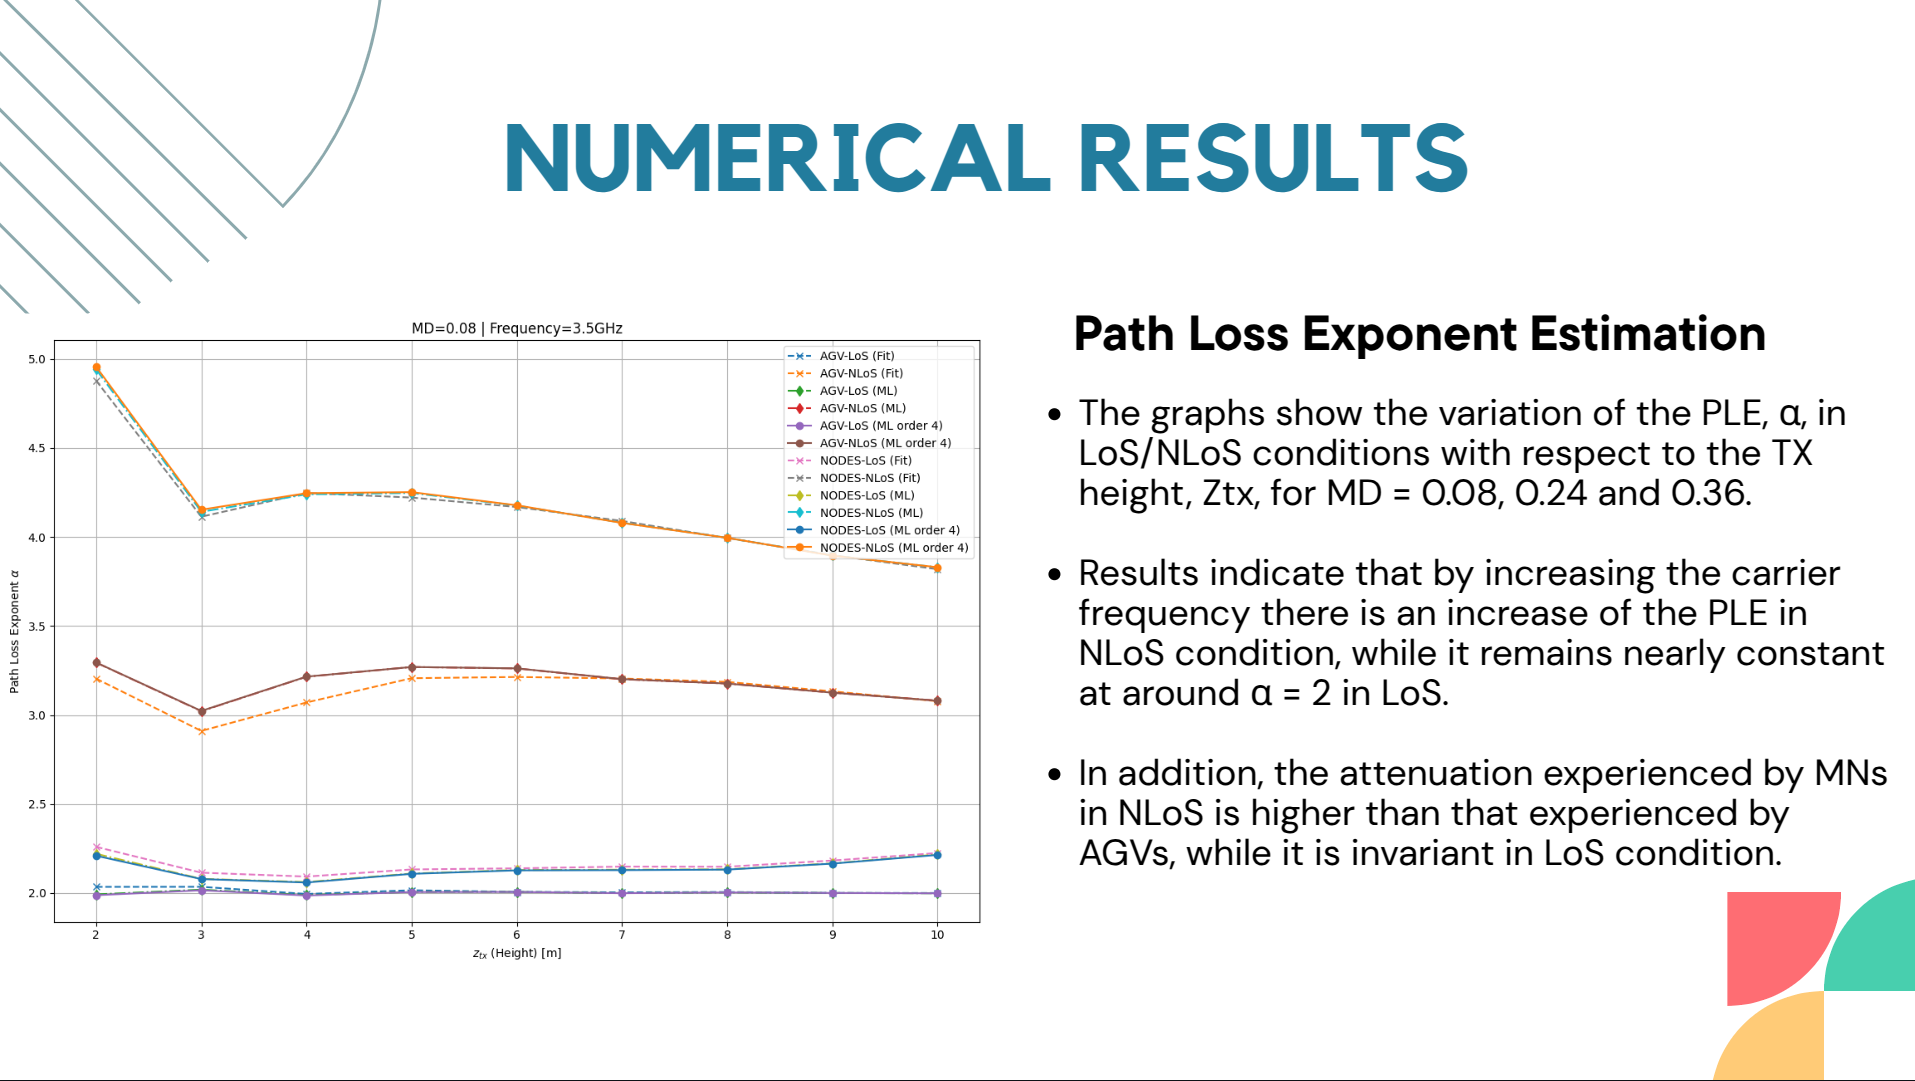 NUMERICAL RESULTS
MD=0.08 | Frequency=3.5GHz
5.0
4.5
4.0
3.5
3.0
2.5
2.0
Path Loss Exponent α
2 3 4 5 6 7 8 9 10
z_tx (Height) [m]
AGV-LoS (Fit)
AGV-NLoS (Fit)
AGV-LoS (ML)
AGV-NLoS (ML)
AGV-LoS (ML order 4)
AGV-NLoS (ML order 4)
NODES-LoS (Fit)
NODES-NLoS (Fit)
NODES-LoS (ML)
NODES-NLoS (ML)
NODES-LoS (ML order 4)
NODES-NLoS (ML order 4)
Path Loss Exponent Estimation
• The graphs show the variation of the PLE, α, in
LoS/NLoS conditions with respect to the TX
height, Ztx, for MD = 0.08, 0.24 and 0.36.
• Results indicate that by increasing the carrier
frequency there is an increase of the PLE in
NLoS condition, while it remains nearly constant
at around α = 2 in LoS.
• In addition, the attenuation experienced by MNs
in NLoS is higher than that experienced by
AGVs, while it is invariant in LoS condition.